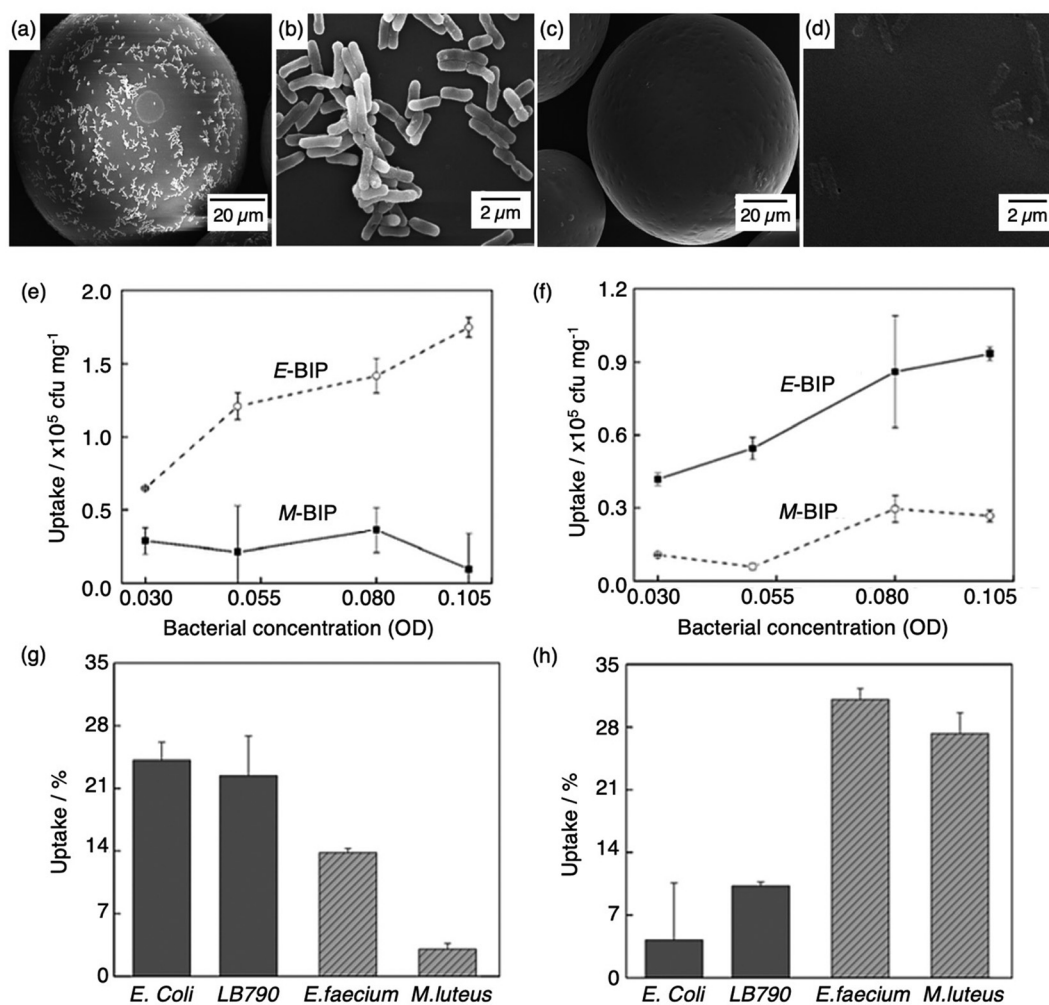 (a) (b) (c) (d)
20 µm 2 µm 20 µm 2 µm
(e)
2.0
1.5
1.0
0.5
0.0
Uptake / x10⁵ cfu mg⁻¹
E-BIP
M-BIP
0.030 0.055 0.080 0.105
Bacterial concentration (OD)
(f)
1.2
0.9
0.6
0.3
0.0
Uptake / x10⁵ cfu mg⁻¹
E-BIP
M-BIP
0.030 0.055 0.080 0.105
Bacterial concentration (OD)
(g)
35
28
21
14
7
0
Uptake / %
E. Coli LB790 E.faecium M.luteus
(h)
35
28
21
14
7
0
Uptake / %
E. Coli LB790 E.faecium M.luteus